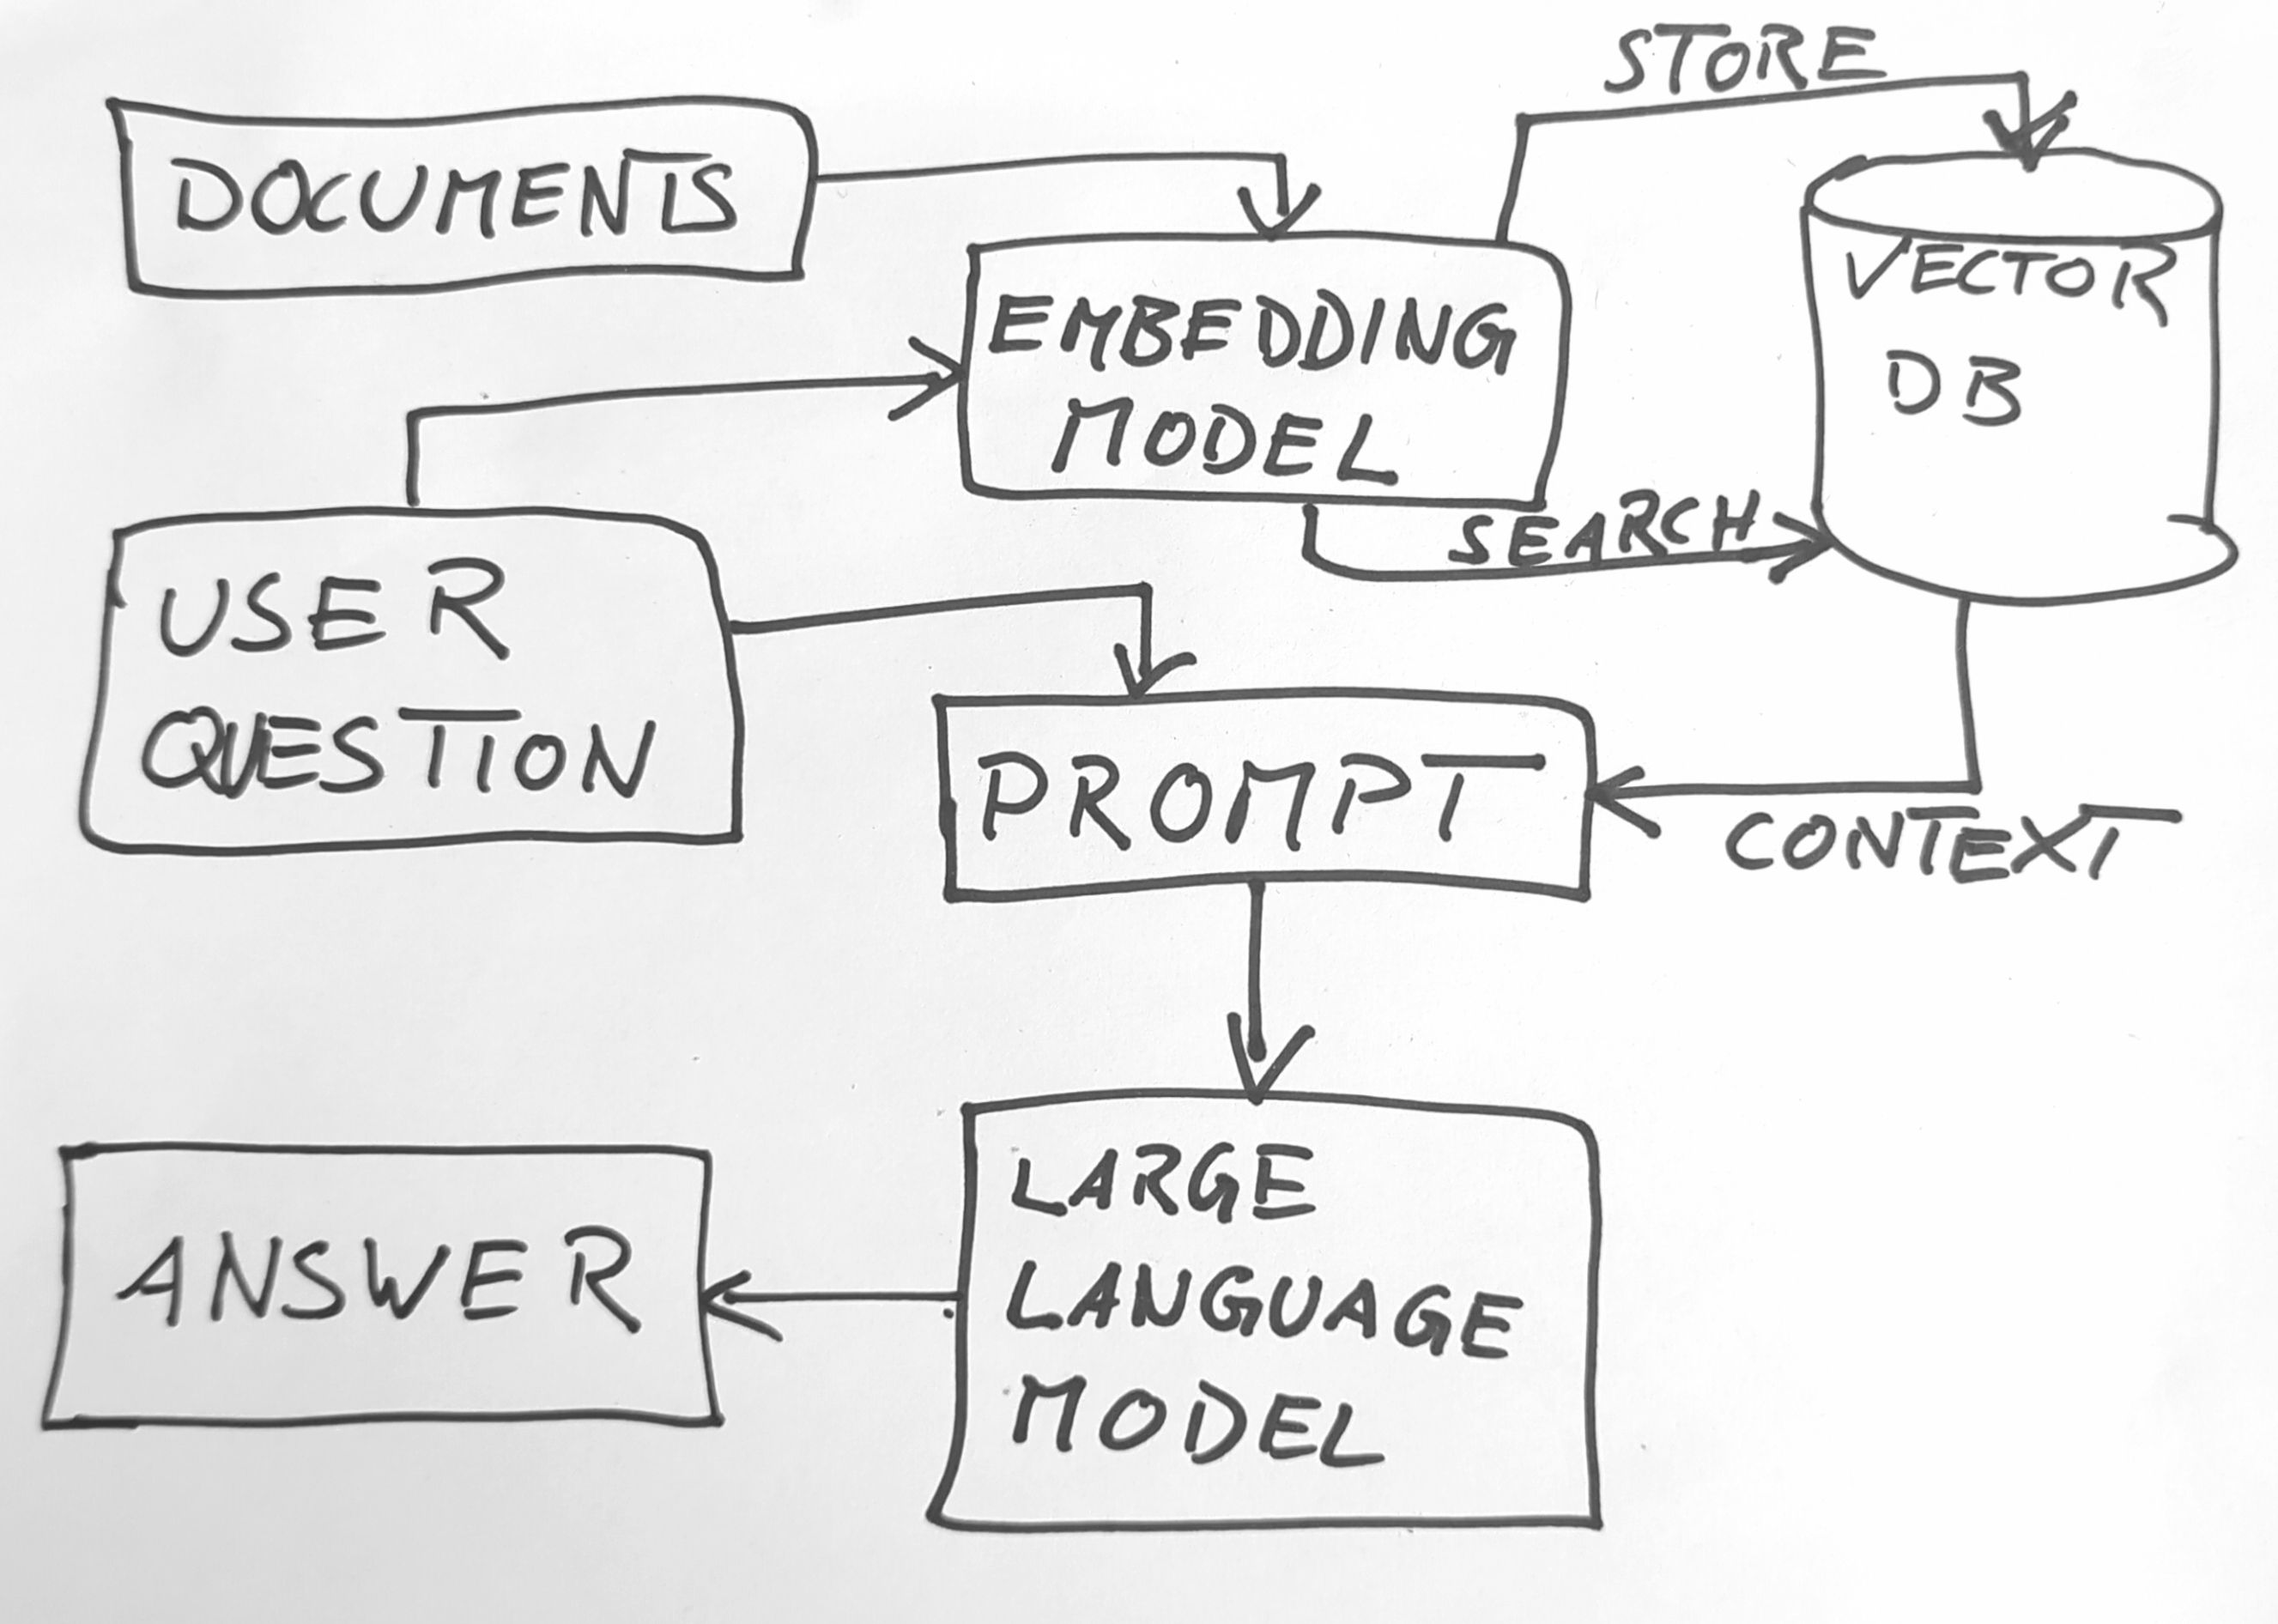 STORE
DOCUMENTS
VECTOR
DB
EMBEDDING
MODEL
SEARCH
USER
QUESTION
PROMPT
CONTEXT
LARGE
LANGUAGE
MODEL
ANSWER